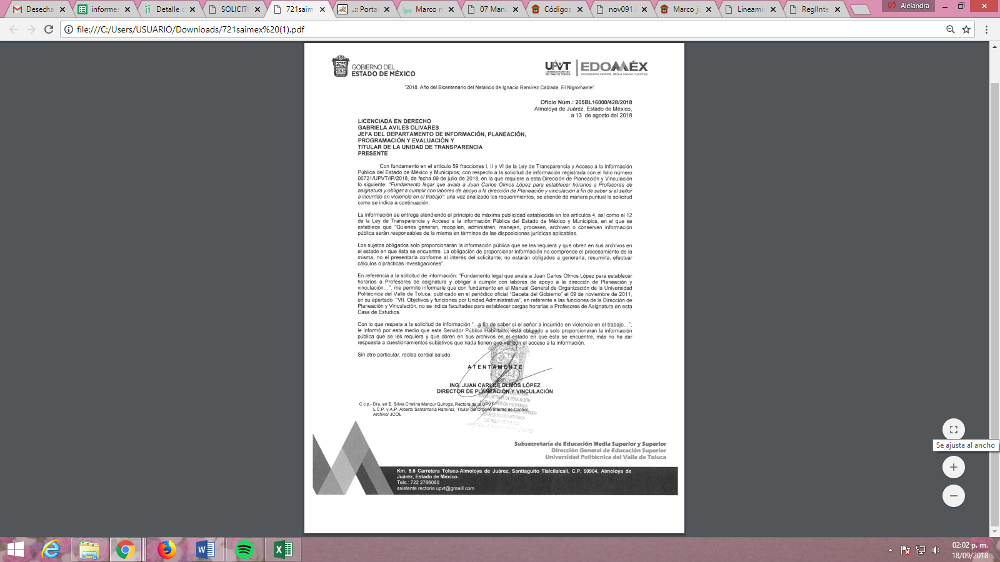 Desecha
informes
Detalle d
SOLICITU
721saim
..:: Portal
Marco n
07 Manu
Códigos
nov091.
Marco ju
Lineamie
ReglInte
Alejandra
file:///C:/Users/USUARIO/Downloads/721saimex%20(1).pdf
GOBIERNO DEL
ESTADO DE MÉXICO
UPVT
UNIVERSIDAD POLITÉCNICA
DEL VALLE DE TOLUCA
EDOMÉX
DECISIONES FIRMES, RESULTADOS FUERTES.
"2018. Año del Bicentenario del Natalicio de Ignacio Ramírez Calzada, El Nigromante".
Oficio Núm.: 205BL16000/428/2018
Almoloya de Juárez, Estado de México,
a 13 de agosto del 2018
LICENCIADA EN DERECHO
GABRIELA AVILES OLIVARES
JEFA DEL DEPARTAMENTO DE INFORMACIÓN, PLANEACIÓN,
PROGRAMACIÓN Y EVALUACIÓN Y
TITULAR DE LA UNIDAD DE TRANSPARENCIA
PRESENTE
Con fundamento en el artículo 59 fracciones I, II y VI de la Ley de Transparencia y Acceso a la Información
Pública del Estado de México y Municipios; con respecto a la solicitud de información registrada con el folio número
00721/UPVT/IP/2018, de fecha 09 de julio de 2018, en la que requiere a esta Dirección de Planeación y Vinculación
lo siguiente: "Fundamento legar que avala a Juan Carlos Olmos López para establecer horarios a Profesores de
asignatura y obligar a cumplir con labores de apoyo a la dirección de Planeación y vinculación a fin de saber si el señor
a incurrido en violencia en el trabajo"; una vez analizado los requerimientos, se atiende de manera puntual la solicitud
como se indica a continuación:
La información se entrega atendiendo el principio de máxima publicidad establecida en los artículos 4, así como el 12
de la Ley de Transparencia y Acceso a la información Pública del Estado de México y Municipios, en el que se
establece que "Quienes generan, recopilen, administren, manejen, procesen, archiven o conserven información
pública serán responsables de la misma en términos de las disposiciones jurídicas aplicables.
Los sujetos obligados solo proporcionaran la información pública que se les requiera y que obren en sus archivos en
el estado en que ésta se encuentre. La obligación de proporcionar información no comprende el procesamiento de la
misma, no el presentarla conforme al interés del solicitante; no estarán obligados a generarla, resumirla, efectuar
cálculos o prácticas investigaciones".
En referencia a la solicitud de información: "Fundamento legal que avala a Juan Carlos Olmos López para establecer
horarios a Profesores de asignatura y obligar a cumplir con labores de apoyo a la dirección de Planeación y
vinculación...", me permito informarle que con fundamento en el Manual General de Organización de la Universidad
Politécnica del Valle de Toluca, publicado en el periódico oficial "Gaceta del Gobierno" el 09 de noviembre de 2011,
en su apartado "VII. Objetivos y funciones por Unidad Administrativa", en referente a las funciones de la Dirección de
Planeación y Vinculación, no se indica facultades para establecer cargas horarias a Profesores de Asignatura en esta
Casa de Estudios.
Con lo que respeta a la solicitud de información "...a fin de saber si el señor a incurrido en violencia en el trabajo...",
le informó por este medio que este Servidor Público Habilitado, está obligado a solo proporcionaran la información
pública que se les requiera y que obren en sus archivos en el estado en que ésta se encuentre, más no ha dar
respuesta a cuestionamientos subjetivos que nada tienen que ver con el acceso a la información.
Sin otro particular, reciba cordial saludo.
A T E N T A M E N T E
ING. JUAN CARLOS OLMOS LÓPEZ
DIRECTOR DE PLANEACIÓN Y VINCULACIÓN
C.c.p.- Dra. en E. Silvia Cristina Manzur Quiroga, Rectora de la UPVT
L.C.P. y A.P. Alberto Santamaría Ramírez, Titular del Órgano Interno de Control
Archivo/ JCOL
Subsecretaría de Educación Media Superior y Superior
Dirección General de Educación Superior
Universidad Politécnica del Valle de Toluca
Km. 5.6 Carretera Toluca-Almoloya de Juárez, Santiaguito Tlalcilalcali, C.P. 50904, Almoloya de
Juárez, Estado de México.
Tels.: 722 2766060
asistente.rectoria.upvt@gmaill.com
Se ajusta al ancho
02:02 p. m.
18/09/2018